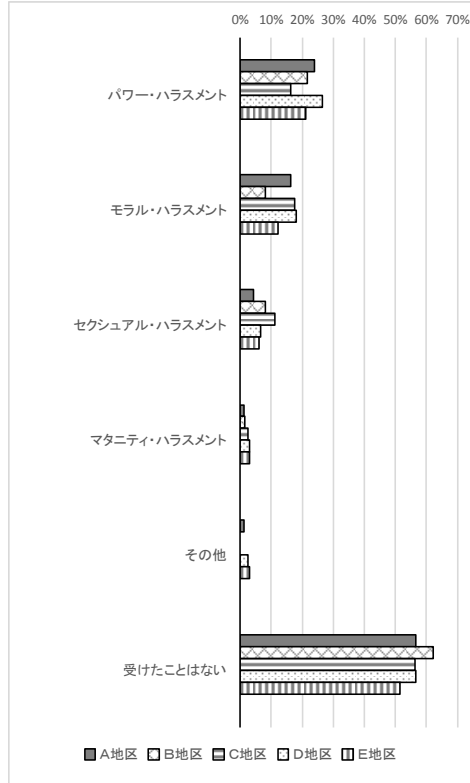 0% 10% 20% 30% 40% 50% 60% 70%
パワー・ハラスメント
モラル・ハラスメント
セクシュアル・ハラスメント
マタニティ・ハラスメント
その他
受けたことはない
A地区 B地区 C地区 D地区 E地区